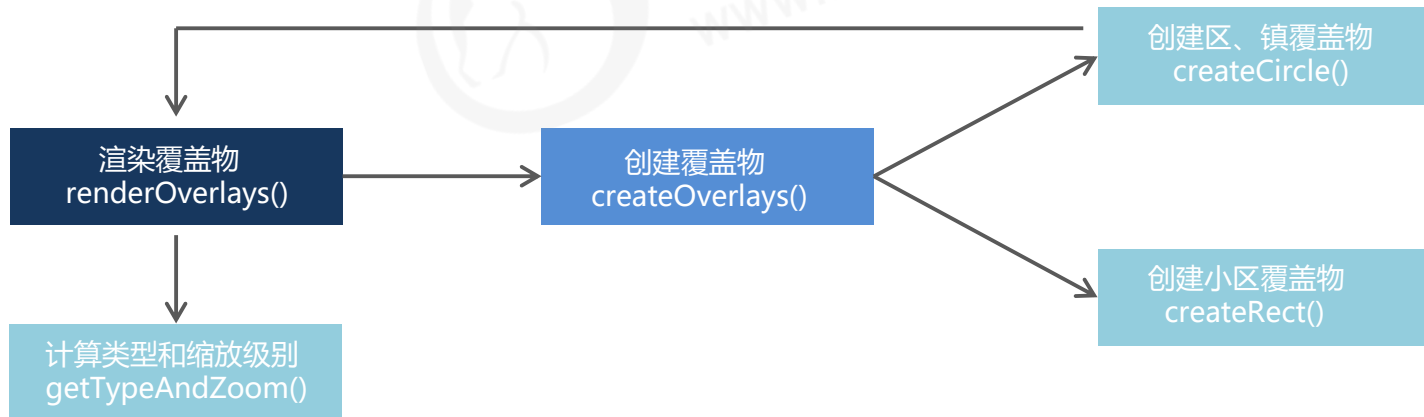 创建区、镇覆盖物
createCircle()
渲染覆盖物
renderOverlays()
创建覆盖物
createOverlays()
创建小区覆盖物
createRect()
计算类型和缩放级别
getTypeAndZoom()
www.